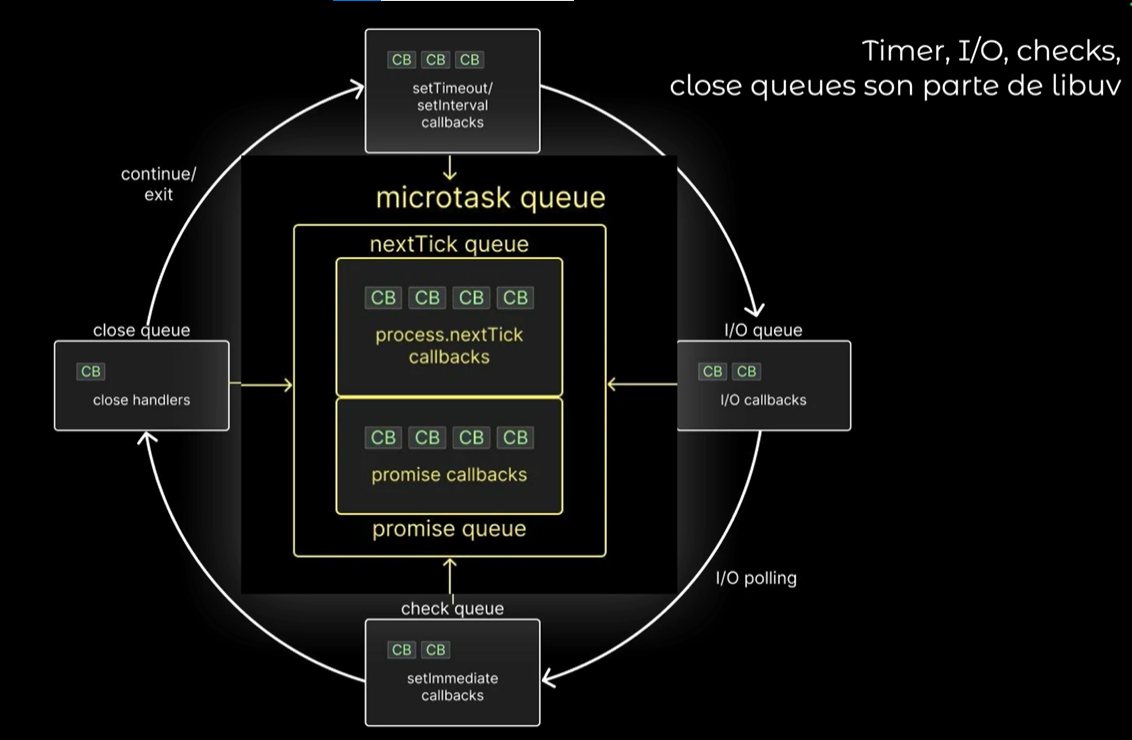 Timer, I/O, checks,
close queues son parte de libuv
CB CB CB
setTimeout/
setInterval
callbacks
continue/
exit
microtask queue
nextTick queue
CB CB CB CB
process.nextTick
callbacks
close queue
CB
close handlers
I/O queue
CB CB
I/O callbacks
CB CB CB CB
promise callbacks
promise queue
I/O polling
check queue
CB CB
setImmediate
callbacks